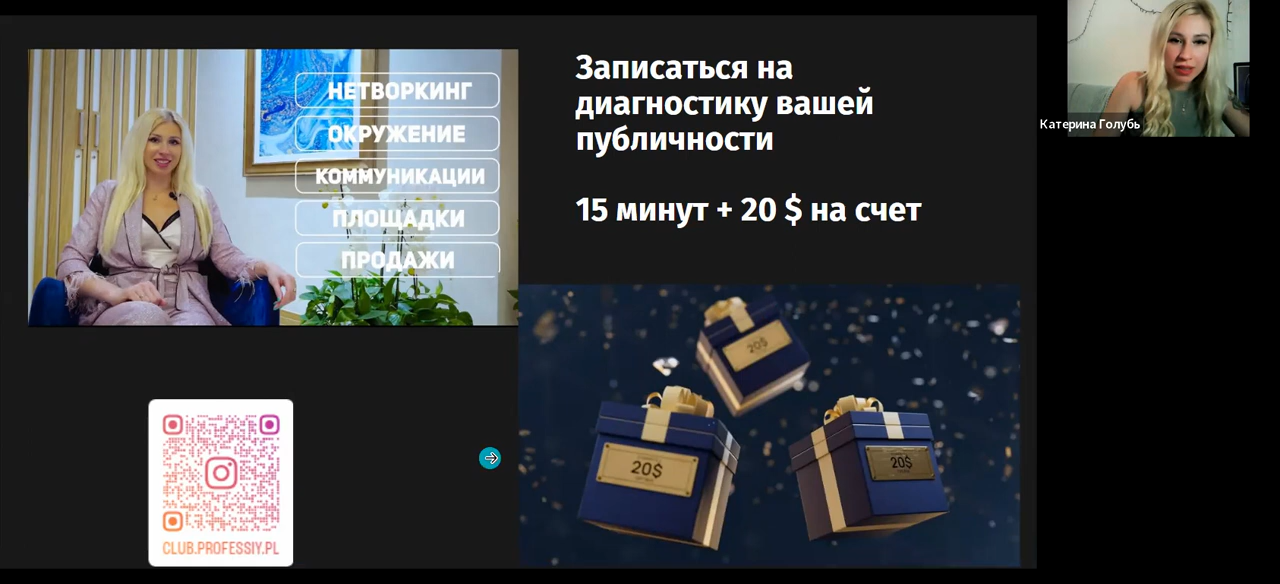 НЕТВОРКИНГ
ОКРУЖЕНИЕ
КОММУНИКАЦИИ
ПЛОЩАДКИ
ПРОДАЖИ
Записаться на
диагностику вашей
публичности
15 минут + 20 $ на счет
Катерина Голубь
20$
20$
20$
CLUB.PROFESSIY.PL